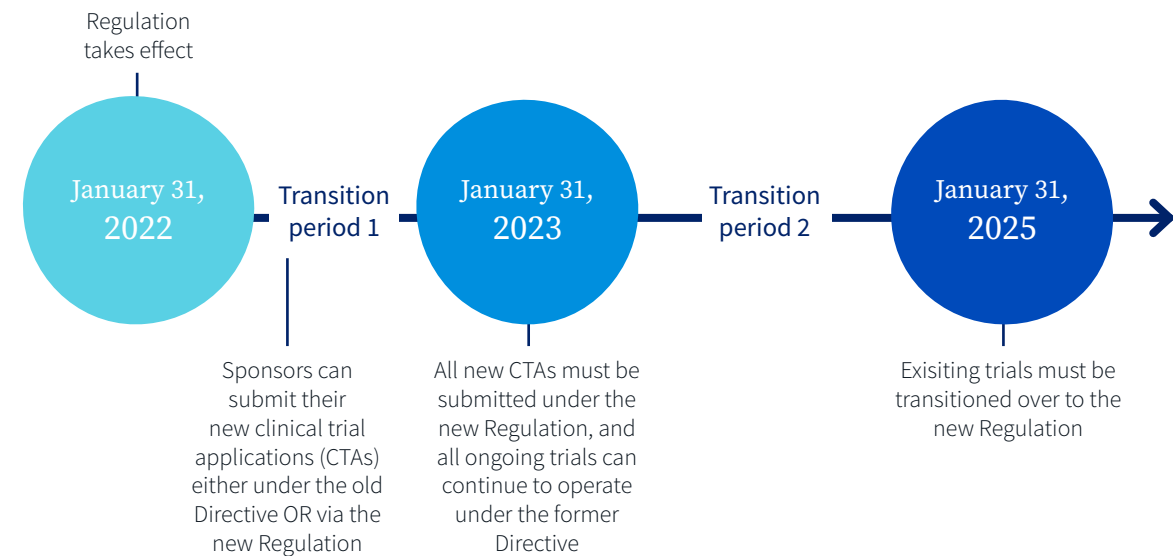 Regulation
takes effect
January 31,
2022
Transition
period 1
January 31,
2023
Transition
period 2
January 31,
2025
Sponsors can
submit their
new clinical trial
applications (CTAs)
either under the old
Directive OR via the
new Regulation
All new CTAs must be
submitted under the
new Regulation, and
all ongoing trials can
continue to operate
under the former
Directive
Exisiting trials must be
transitioned over to the
new Regulation